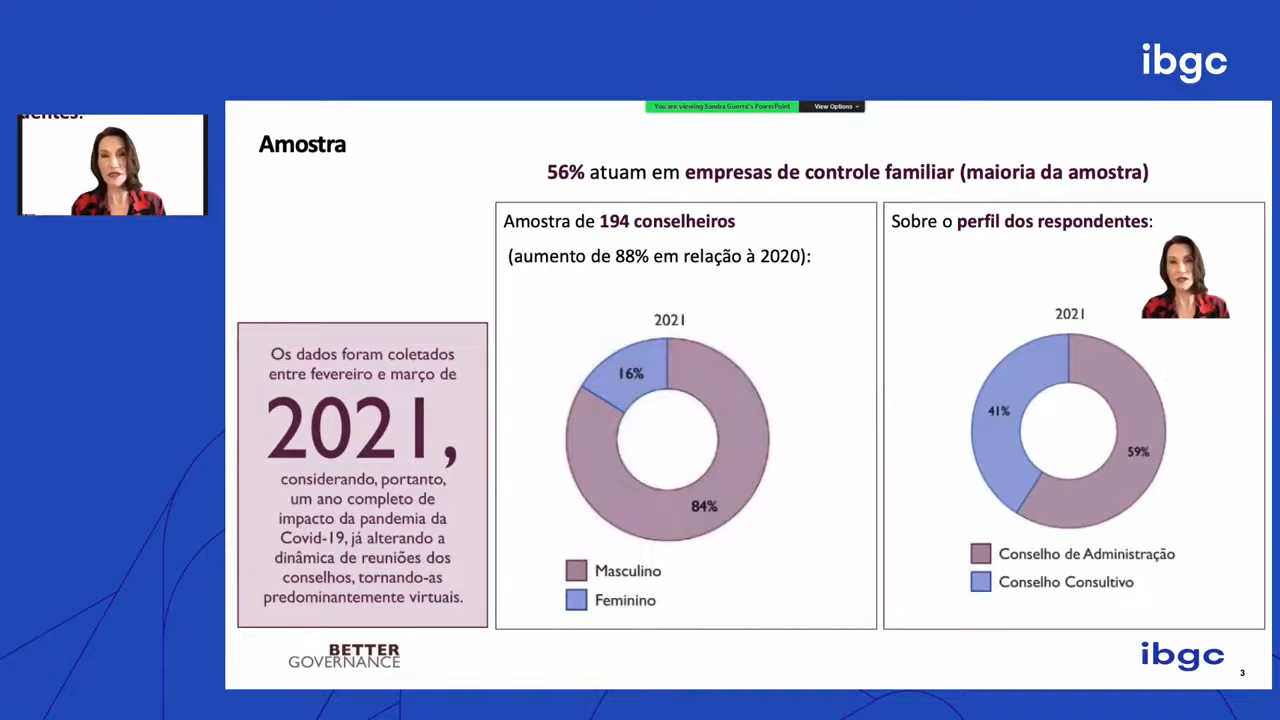 ibgc
You are viewing Sandra Guerra's PowerPoint
View Options
Amostra
56% atuam em empresas de controle familiar (maioria da amostra)
Os dados foram coletados
entre fevereiro e março de
2021,
considerando, portanto,
um ano completo de
impacto da pandemia da
Covid-19, já alterando a
dinâmica de reuniões dos
conselhos, tornando-as
predominantemente virtuais.
Amostra de 194 conselheiros
(aumento de 88% em relação à 2020):
2021
16%
84%
Masculino
Feminino
Sobre o perfil dos respondentes:
2021
41%
59%
Conselho de Administração
Conselho Consultivo
BETTER
GOVERNANCE
ibgc
3